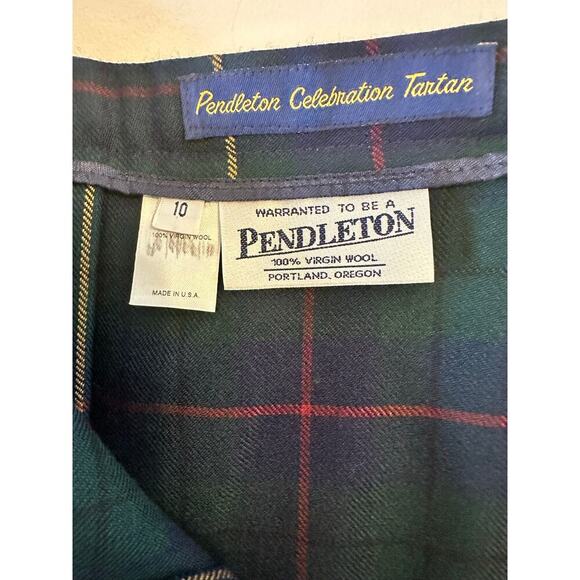 Pendleton Celebration Tartan
10
100% VIRGIN WOOL
MADE IN U.S.A.
WARRANTED TO BE A
PENDLETON
100% VIRGIN WOOL
PORTLAND, OREGON